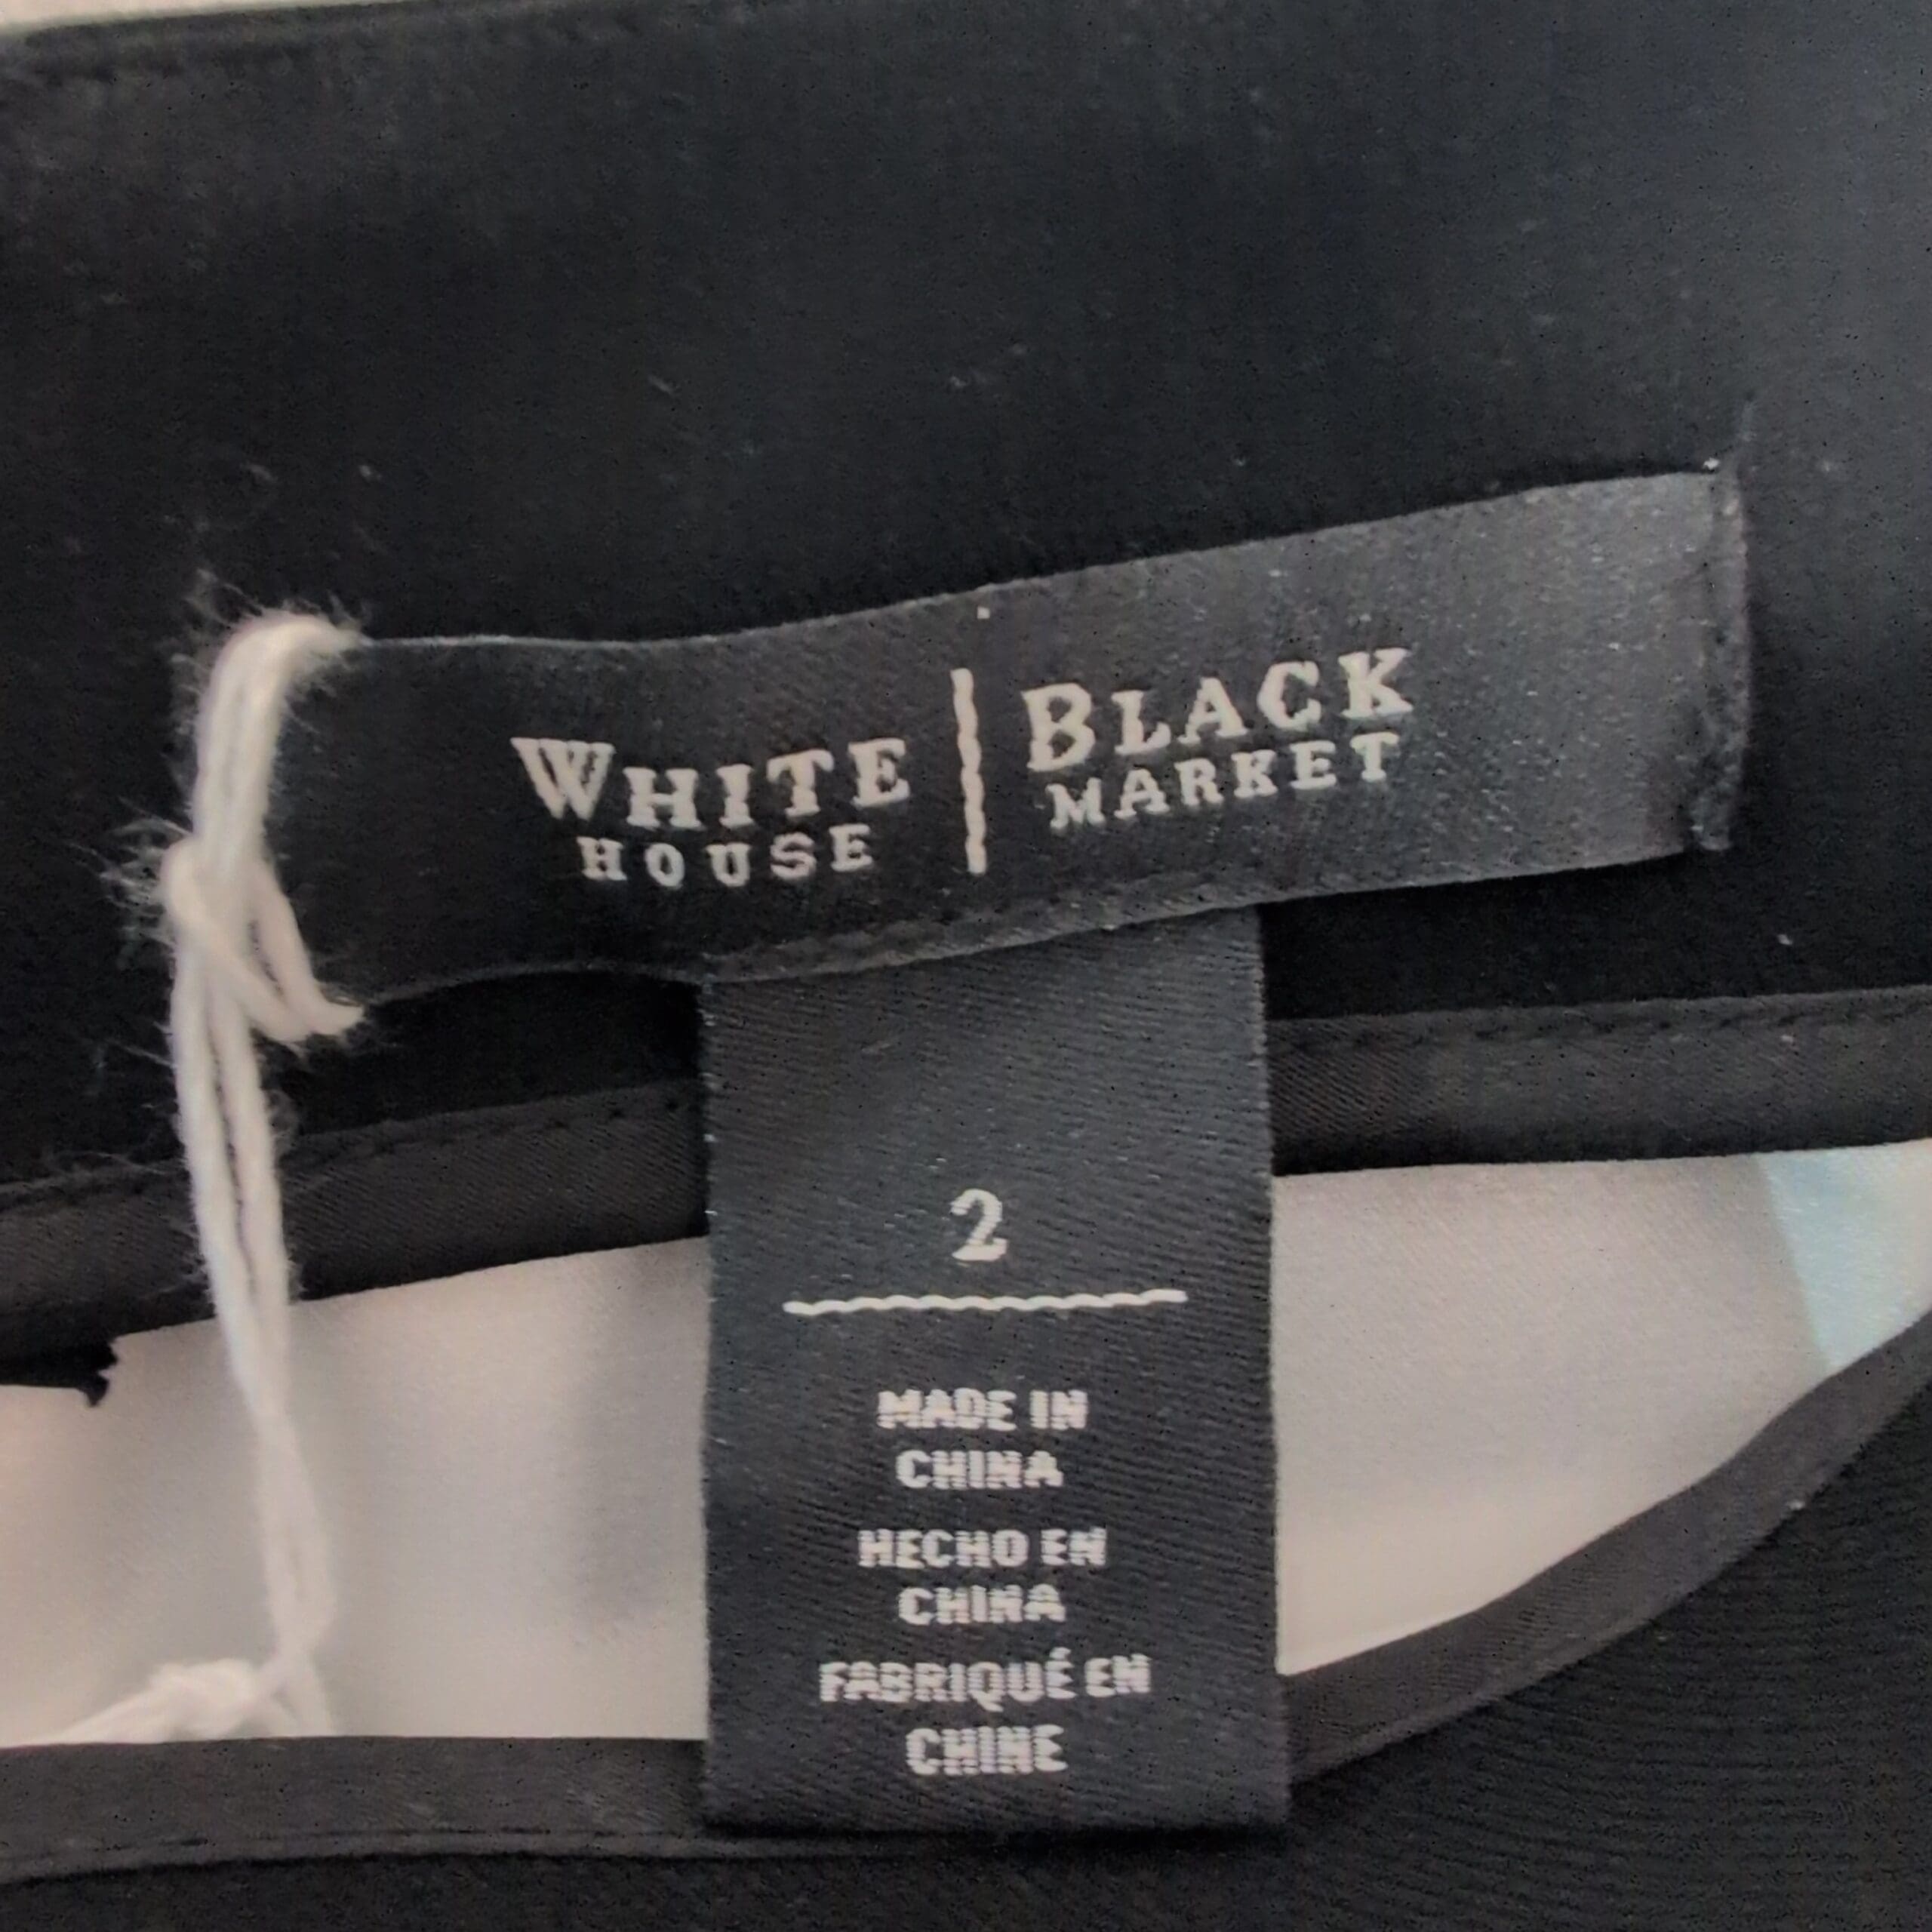 WHITE HOUSE | BLACK MARKET
2
MADE IN
CHINA
HECHO EN
CHINA
FABRIQUÉ EN
CHINE